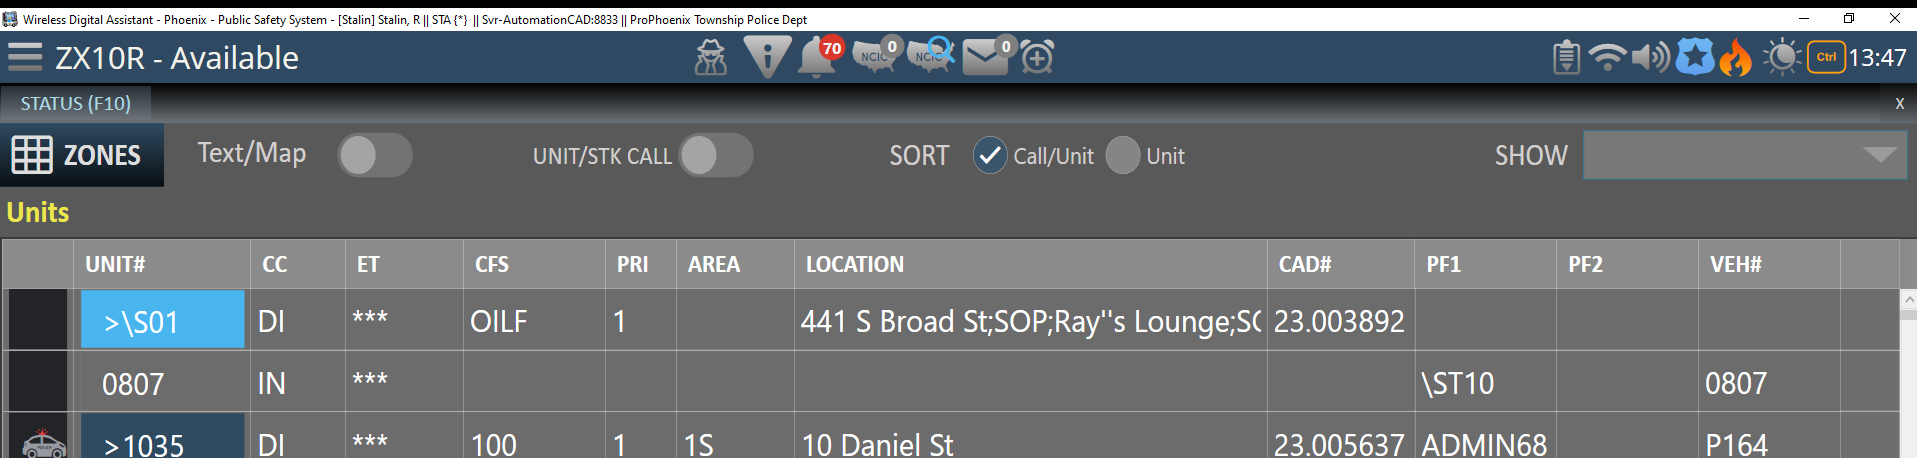 Wireless Digital Assistant - Phoenix - Public Safety System - [Stalin] Stalin, R || STA {*} || Svr-AutomationCAD:8833 || ProPhoenix Township Police Dept
ZX10R - Available 70 NCIC 0 NCIC 0 Ctrl 13:47
STATUS (F10) x
ZONES Text/Map UNIT/STK CALL SORT Call/Unit Unit SHOW
Units
UNIT# CC ET CFS PRI AREA LOCATION CAD# PF1 PF2 VEH#
>\S01 DI *** OILF 1 441 S Broad St;SOP;Ray''s Lounge;SO 23.003892
0807 IN *** \ST10 0807
>1035 DI *** 100 1 1S 10 Daniel St 23.005637 ADMIN68 P164